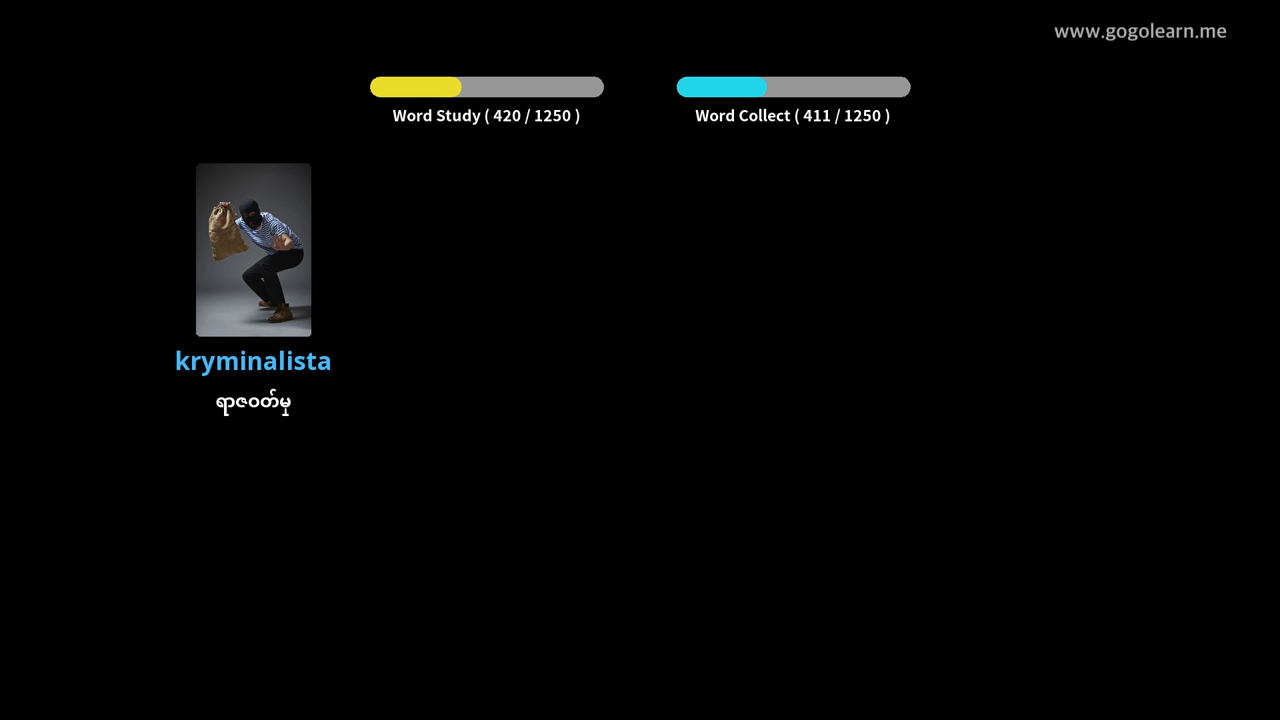 www.gogolearn.me
Word Study ( 420 / 1250 )
Word Collect ( 411 / 1250 )
kryminalista
ရာဇဝတ်မှ